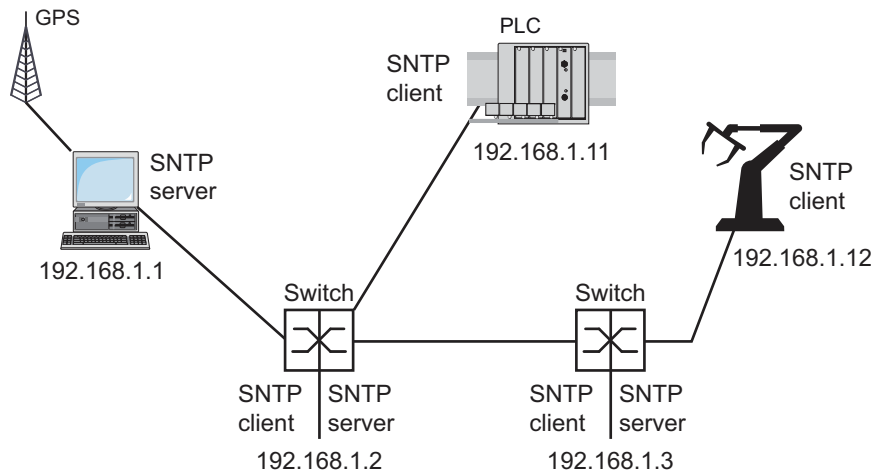 GPS
PLC
SNTP
client
192.168.1.11
SNTP
server
192.168.1.1
SNTP
client
192.168.1.12
Switch
Switch
SNTP
client
SNTP
server
192.168.1.2
SNTP
client
SNTP
server
192.168.1.3